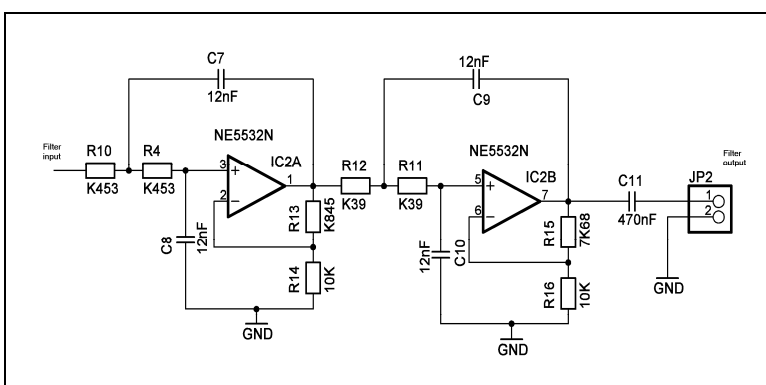 C7
12nF
12nF
C9
NE5532N
NE5532N
Filter
input
R10
K453
R4
K453
3
+
2
–
1
IC2A
R12
K39
R11
K39
5
+
6
–
7
IC2B
C11
470nF
Filter
output
JP2
1
2
C8
12nF
R13
K845
R14
10K
12nF
C10
R15
7K68
R16
10K
GND
GND
GND